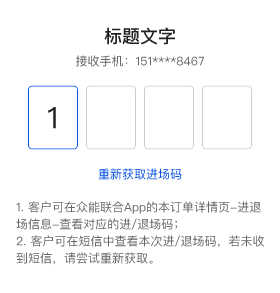 标题文字
接收手机：151****8467
1
重新获取进场码
1. 客户可在众能联合App的本订单详情页-进退
场信息-查看对应的进/退场码；
2. 客户可在短信中查看本次进/退场码，若未收
到短信，请尝试重新获取。